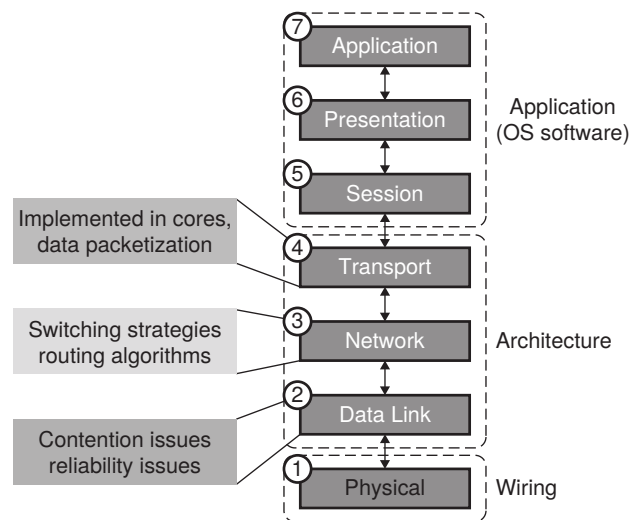 7
Application
6
Presentation
Application
(OS software)
5
Session
Implemented in cores,
data packetization
4
Transport
3
Switching strategies
routing algorithms
Network
Architecture
2
Data Link
Contention issues
reliability issues
1
Physical
Wiring